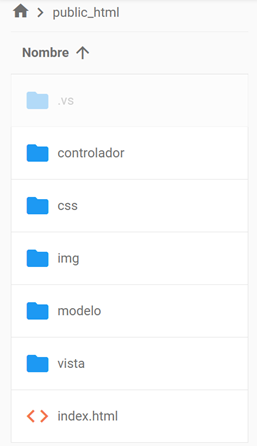 public_html
Nombre
.vs
controlador
css
img
modelo
vista
index.html